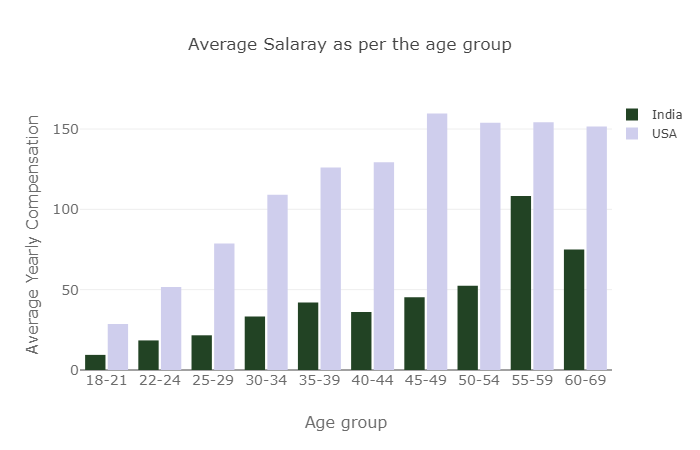 Average Salaray as per the age group
Average Yearly Compensation
150
100
50
0
18-21 22-24 25-29 30-34 35-39 40-44 45-49 50-54 55-59 60-69
Age group
India
USA